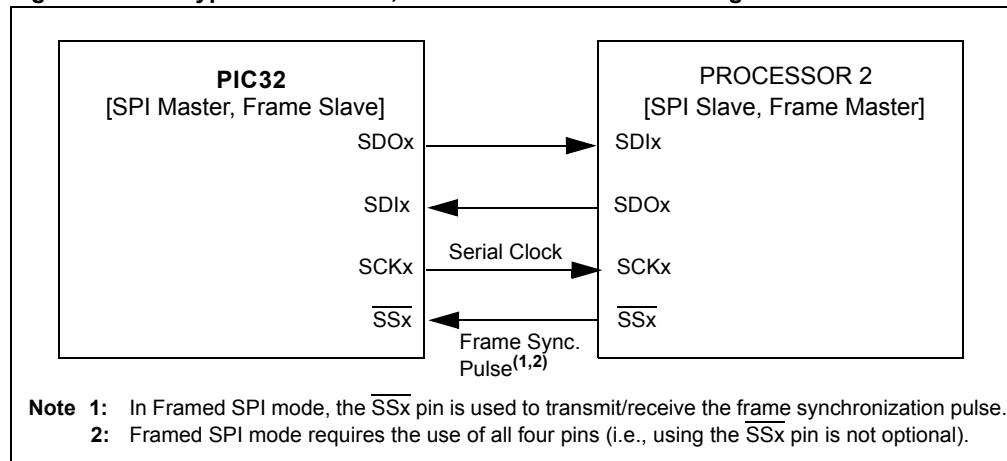 PIC32
[SPI Master, Frame Slave]
PROCESSOR 2
[SPI Slave, Frame Master]
SDOx
SDIx
SDIx
SDOx
SCKx
Serial Clock
SCKx
SSx
SSx
Frame Sync.
Pulse(1,2)
Note 1: In Framed SPI mode, the SSx pin is used to transmit/receive the frame synchronization pulse.
2: Framed SPI mode requires the use of all four pins (i.e., using the SSx pin is not optional).